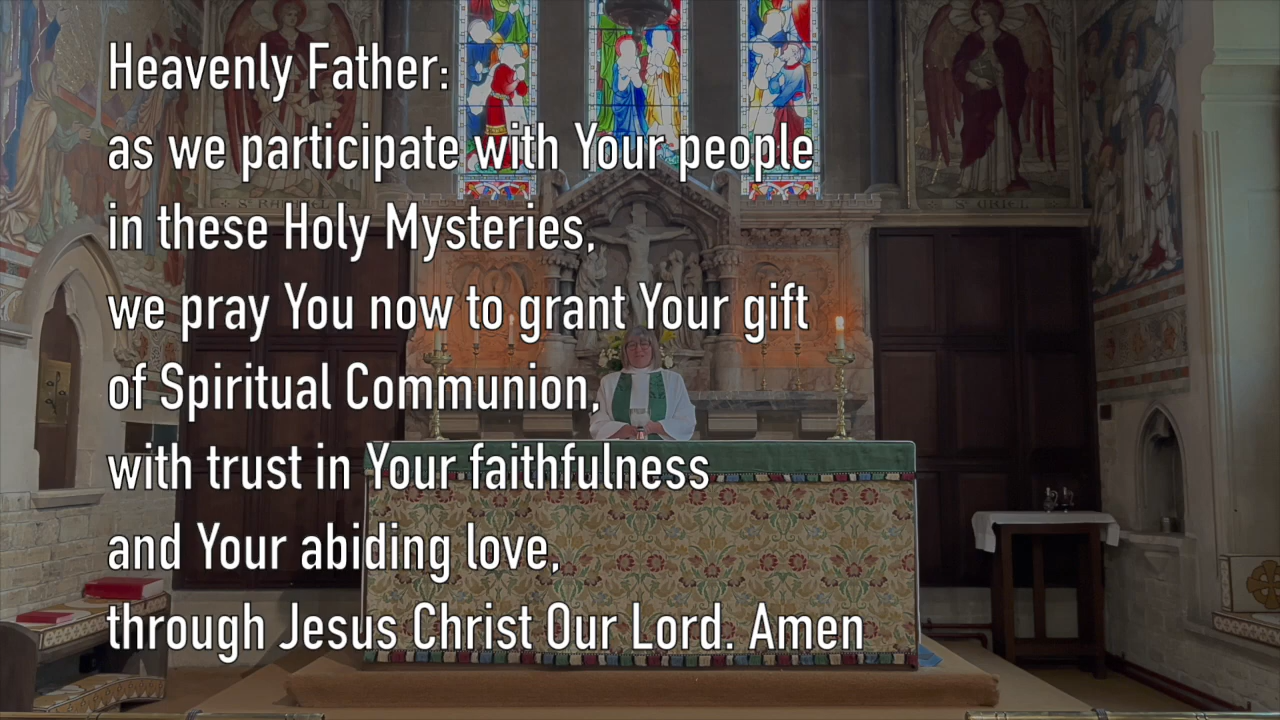 Heavenly Father:
as we participate with Your people
in these Holy Mysteries,
we pray You now to grant Your gift
of Spiritual Communion,
with trust in Your faithfulness
and Your abiding love,
through Jesus Christ Our Lord. Amen
S. RAPHAEL
S. URIEL